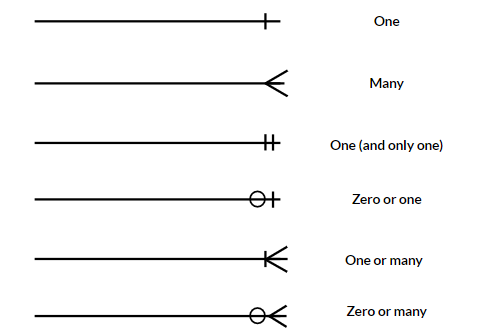 One
Many
One (and only one)
Zero or one
One or many
Zero or many